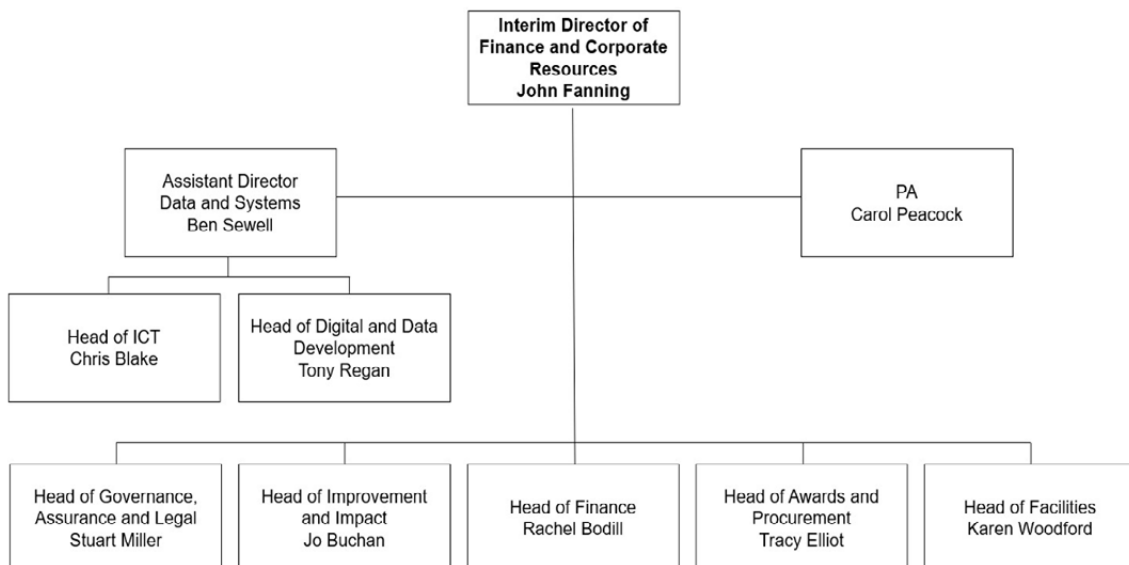 Interim Director of
Finance and Corporate
Resources
John Fanning
Assistant Director
Data and Systems
Ben Sewell
PA
Carol Peacock
Head of ICT
Chris Blake
Head of Digital and Data
Development
Tony Regan
Head of Governance,
Assurance and Legal
Stuart Miller
Head of Improvement
and Impact
Jo Buchan
Head of Finance
Rachel Bodill
Head of Awards and
Procurement
Tracy Elliot
Head of Facilities
Karen Woodford